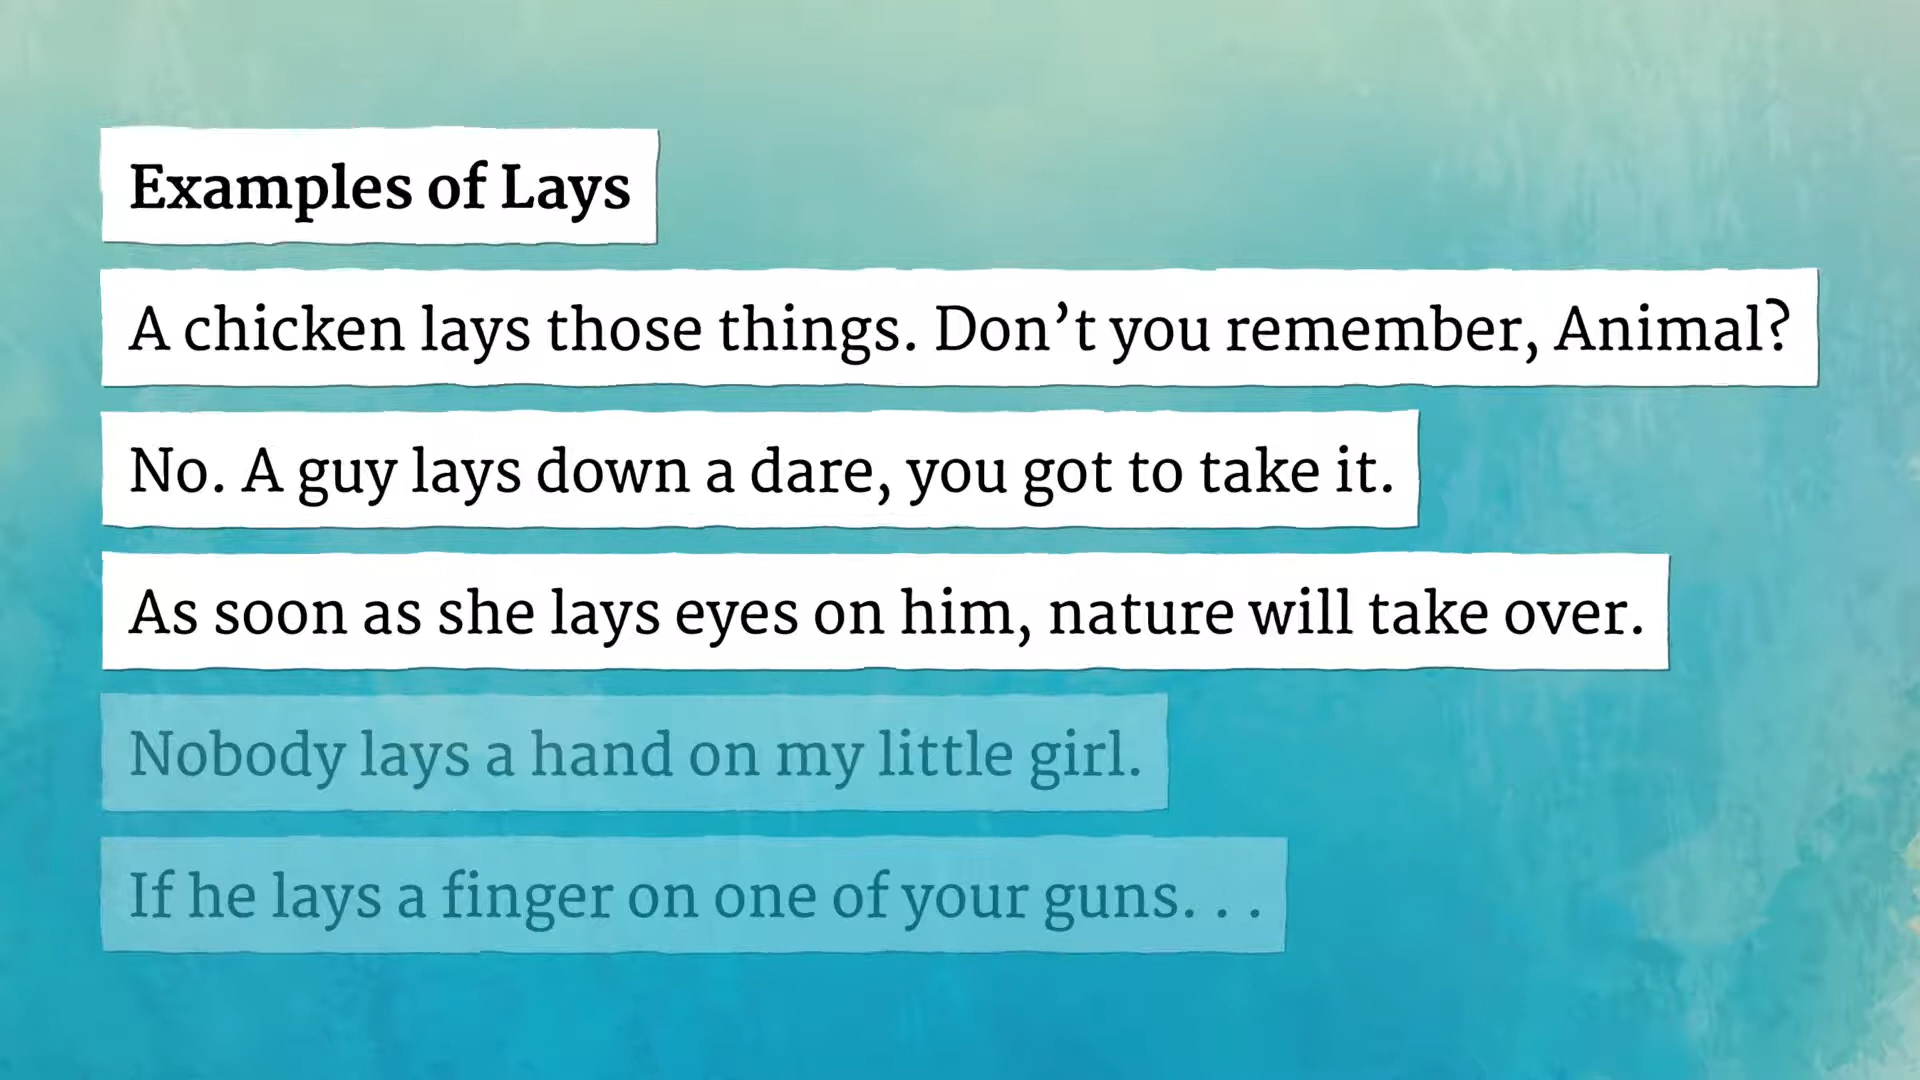 Examples of Lays
A chicken lays those things. Don’t you remember, Animal?
No. A guy lays down a dare, you got to take it.
As soon as she lays eyes on him, nature will take over.
Nobody lays a hand on my little girl.
If he lays a finger on one of your guns. . .